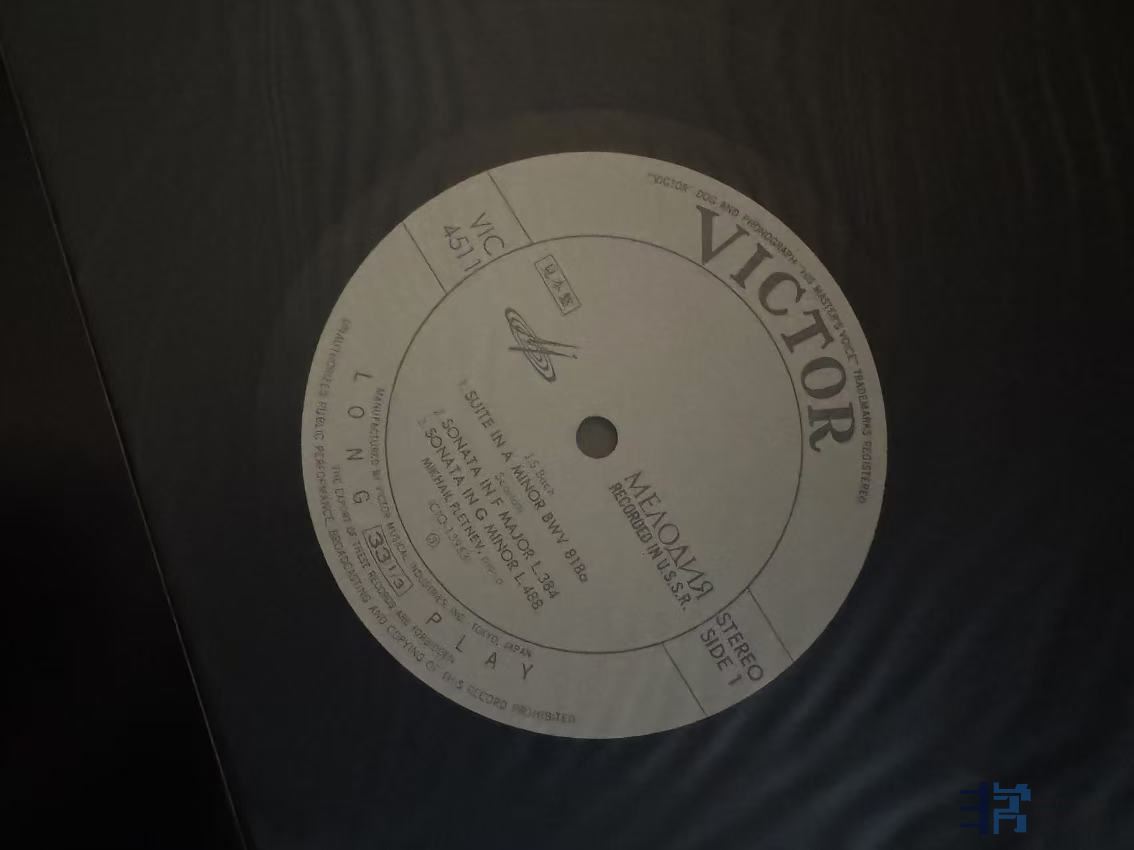 "VICTOR" DOG AND PHONOGRAPH "HIS MASTER'S VOICE" TRADEMARKS REGISTERED
VICTOR
МЕЛОДИЯ
RECORDED IN U.S.S.R.
VIC
4511
見本盤
STEREO
SIDE 1
J.S. Bach
1. SUITE IN A MINOR BWV 818a
Scarlatti
2. SONATA IN F MAJOR L.384
3. SONATA IN G MINOR L.488
MIKHAIL PLETNEV,
Ⓟ
MANUFACTURED BY VICTOR MUSICAL INDUSTRIES, INC. TOKYO, JAPAN
LONG 33 1/3 PLAY
THE EXPORT OF THESE RECORDS ARE FORBIDDEN
UNAUTHORIZED PUBLIC PERFORMANCE, BROADCASTING AND COPYING OF THIS RECORD PROHIBITED